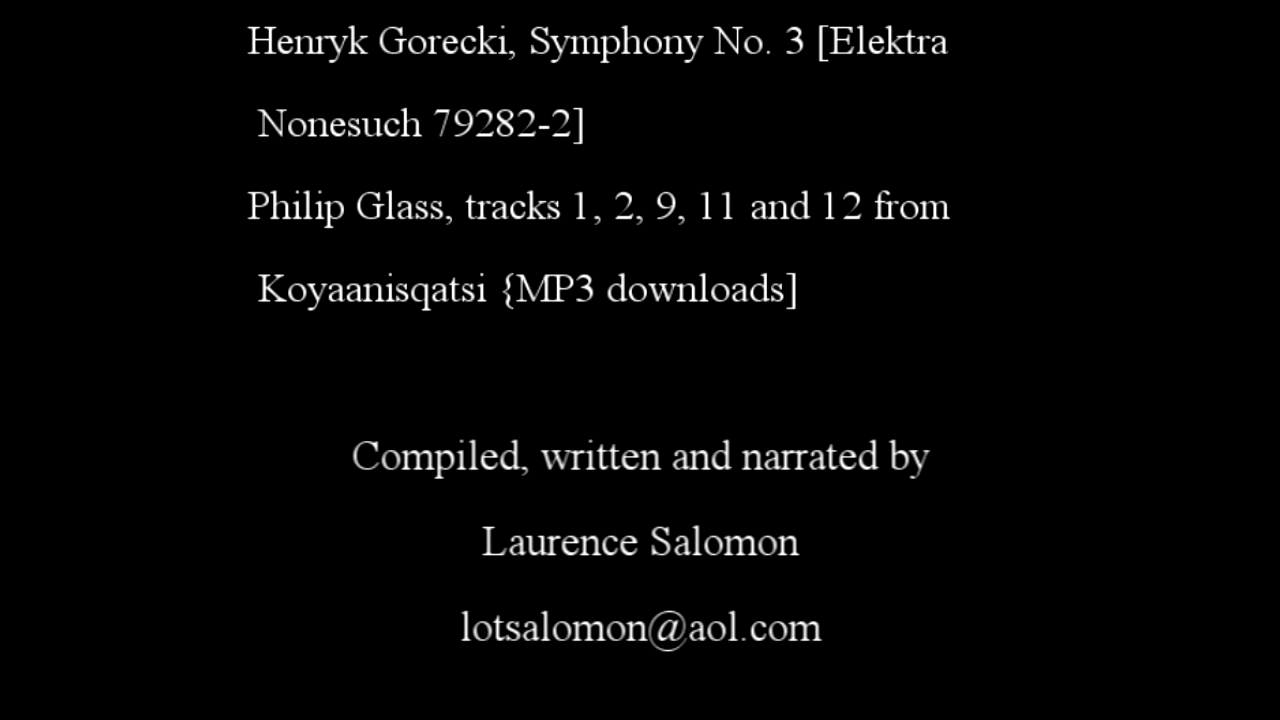 Henryk Gorecki, Symphony No. 3 [Elektra
Nonesuch 79282-2]
Philip Glass, tracks 1, 2, 9, 11 and 12 from
Koyaanisqatsi {MP3 downloads]
Compiled, written and narrated by
Laurence Salomon
lotsalomon@aol.com